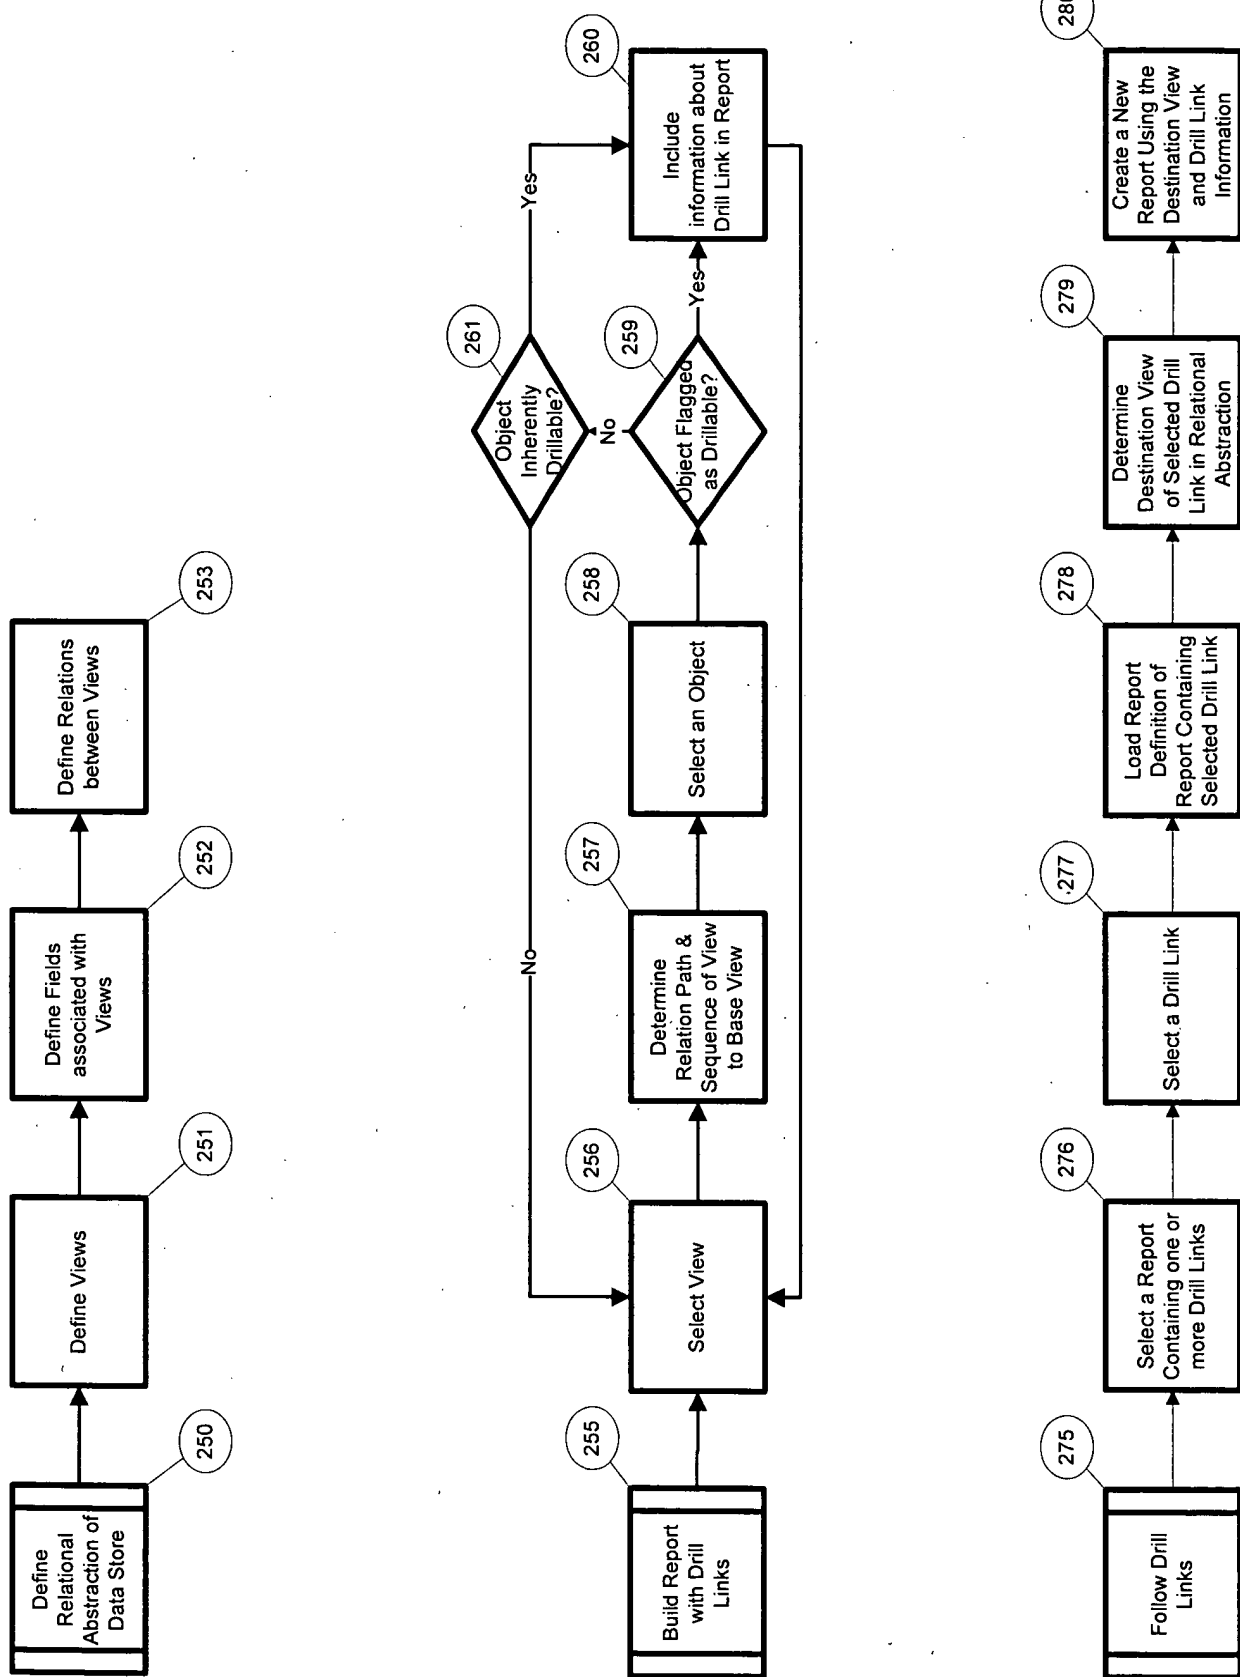 Define
Relational
Abstraction of
Data Store
250
Define Views
251
Define Fields
associated with
Views
252
Define Relations
between Views
253
Build Report
with Drill
Links
255
Select View
256
Determine
Relation Path &
Sequence of View
to Base View
257
Select an Object
258
Object Flagged
as Drillable?
259
Yes
No
Object
Inherently
Drillable?
261
Yes
No
Include
information about
Drill Link in Report
260
Follow Drill
Links
275
Select a Report
Containing one or
more Drill Links
276
Select a Drill Link
277
Load Report
Definition of
Report Containing
Selected Drill Link
278
Determine
Destination View
of Selected Drill
Link in Relational
Abstraction
279
Create a New
Report Using the
Destination View
and Drill Link
Information
280